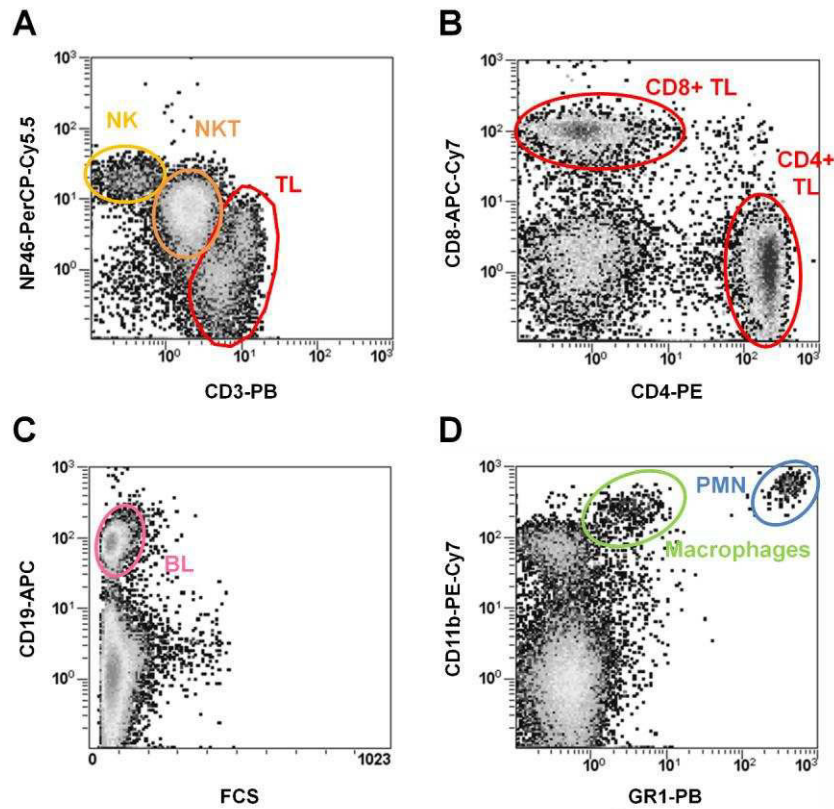 A
NP46-PerCP-Cy5.5
10³
10²
10¹
10⁰
NK
NKT
TL
10⁰ 10¹ 10² 10³
CD3-PB
B
CD8-APC-Cy7
10³
10²
10¹
10⁰
CD8+ TL
CD4+
TL
10⁰ 10¹ 10² 10³
CD4-PE
C
CD19-APC
10³
10²
10¹
10⁰
BL
0 1023
FCS
D
CD11b-PE-Cy7
10³
10²
10¹
10⁰
PMN
Macrophages
10⁰ 10¹ 10² 10³
GR1-PB